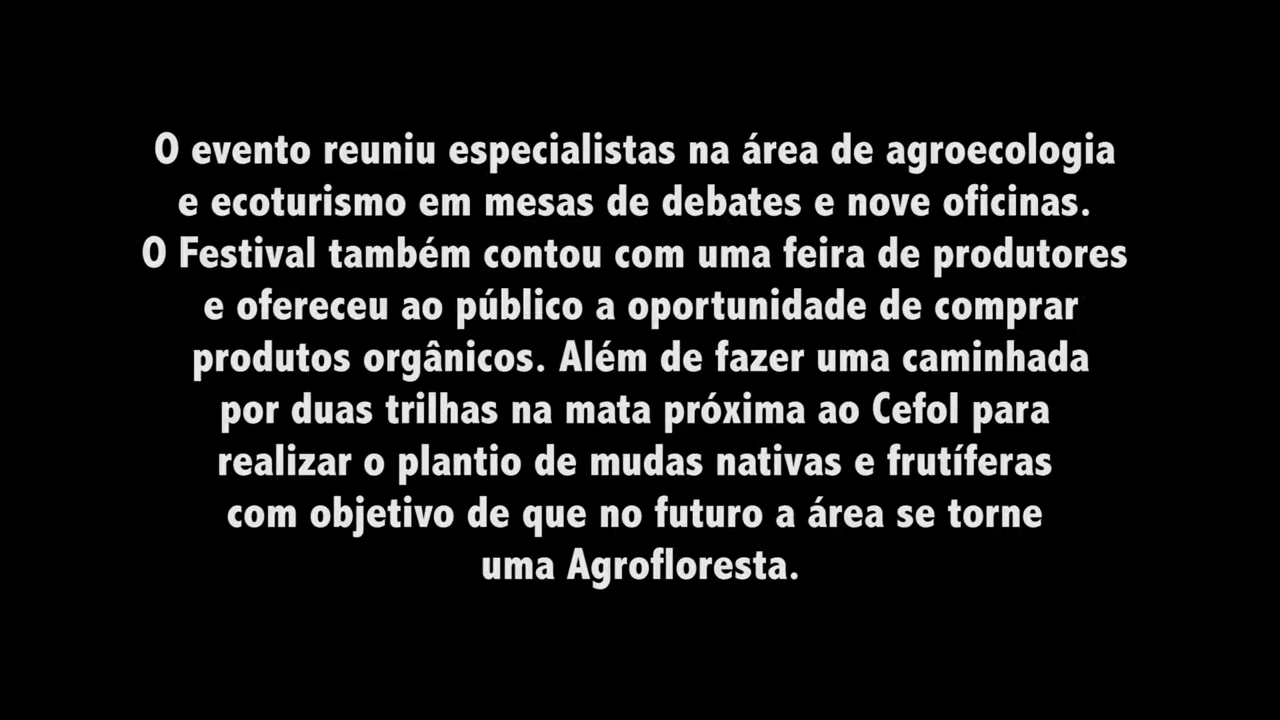 O evento reuniu especialistas na área de agroecologia
e ecoturismo em mesas de debates e nove oficinas.
O Festival também contou com uma feira de produtores
e ofereceu ao público a oportunidade de comprar
produtos orgânicos. Além de fazer uma caminhada
por duas trilhas na mata próxima ao Cefol para
realizar o plantio de mudas nativas e frutíferas
com objetivo de que no futuro a área se torne
uma Agrofloresta.